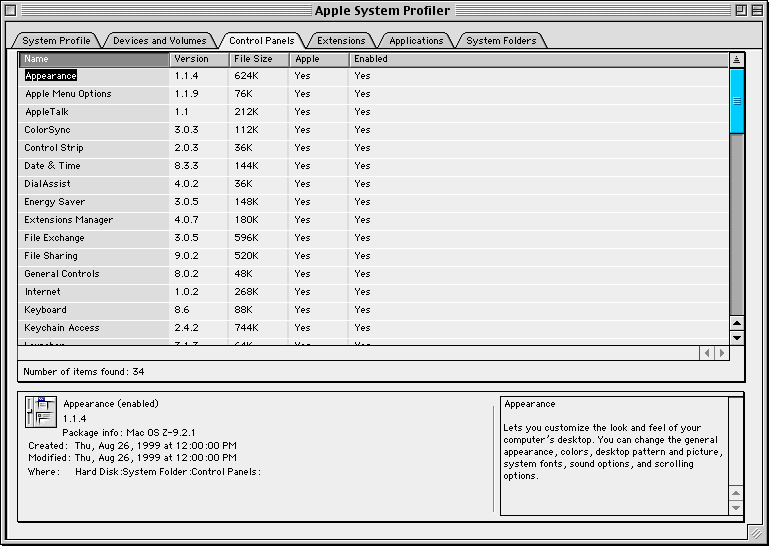 Apple System Profiler
System Profile Devices and Volumes Control Panels Extensions Applications System Folders
Name Version File Size Apple Enabled
Appearance 1.1.4 624K Yes Yes
Apple Menu Options 1.1.9 76K Yes Yes
AppleTalk 1.1 212K Yes Yes
ColorSync 3.0.3 112K Yes Yes
Control Strip 2.0.3 36K Yes Yes
Date & Time 8.3.3 144K Yes Yes
DialAssist 4.0.2 36K Yes Yes
Energy Saver 3.0.5 148K Yes Yes
Extensions Manager 4.0.7 180K Yes Yes
File Exchange 3.0.5 596K Yes Yes
File Sharing 9.0.2 520K Yes Yes
General Controls 8.0.2 48K Yes Yes
Internet 1.0.2 268K Yes Yes
Keyboard 8.6 88K Yes Yes
Keychain Access 2.4.2 744K Yes Yes
Number of items found: 34
Appearance (enabled)
1.1.4
Package info: Mac OS Z-9.2.1
Created: Thu, Aug 26, 1999 at 12:00:00 PM
Modified: Thu, Aug 26, 1999 at 12:00:00 PM
Where: Hard Disk:System Folder:Control Panels:
Appearance
Lets you customize the look and feel of your
computer's desktop. You can change the general
appearance, colors, desktop pattern and picture,
system fonts, sound options, and scrolling
options.